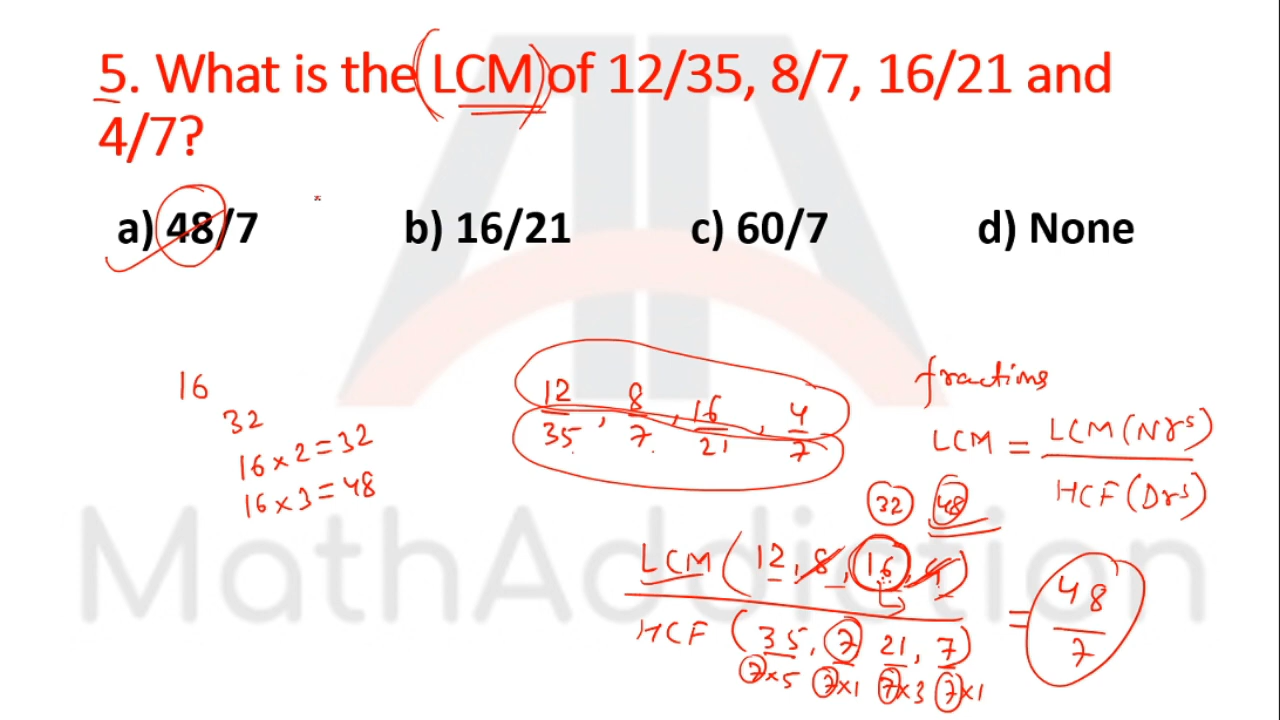 5. What is the (LCM) of 12/35, 8/7, 16/21 and
4/7?
a) 48/7 b) 16/21 c) 60/7 d) None
16
32
16 × 2 = 32
16 × 3 = 48
12/35, 8/7, 16/21, 4/7
fractions
LCM = LCM (Nrs) / HCF (Drs)
32 48
LCM (12, 8, 16, 4)
HCF (35, 7 21, 7)
= 48/7
7×5 7×1 7×3 7×1
MathAddiction